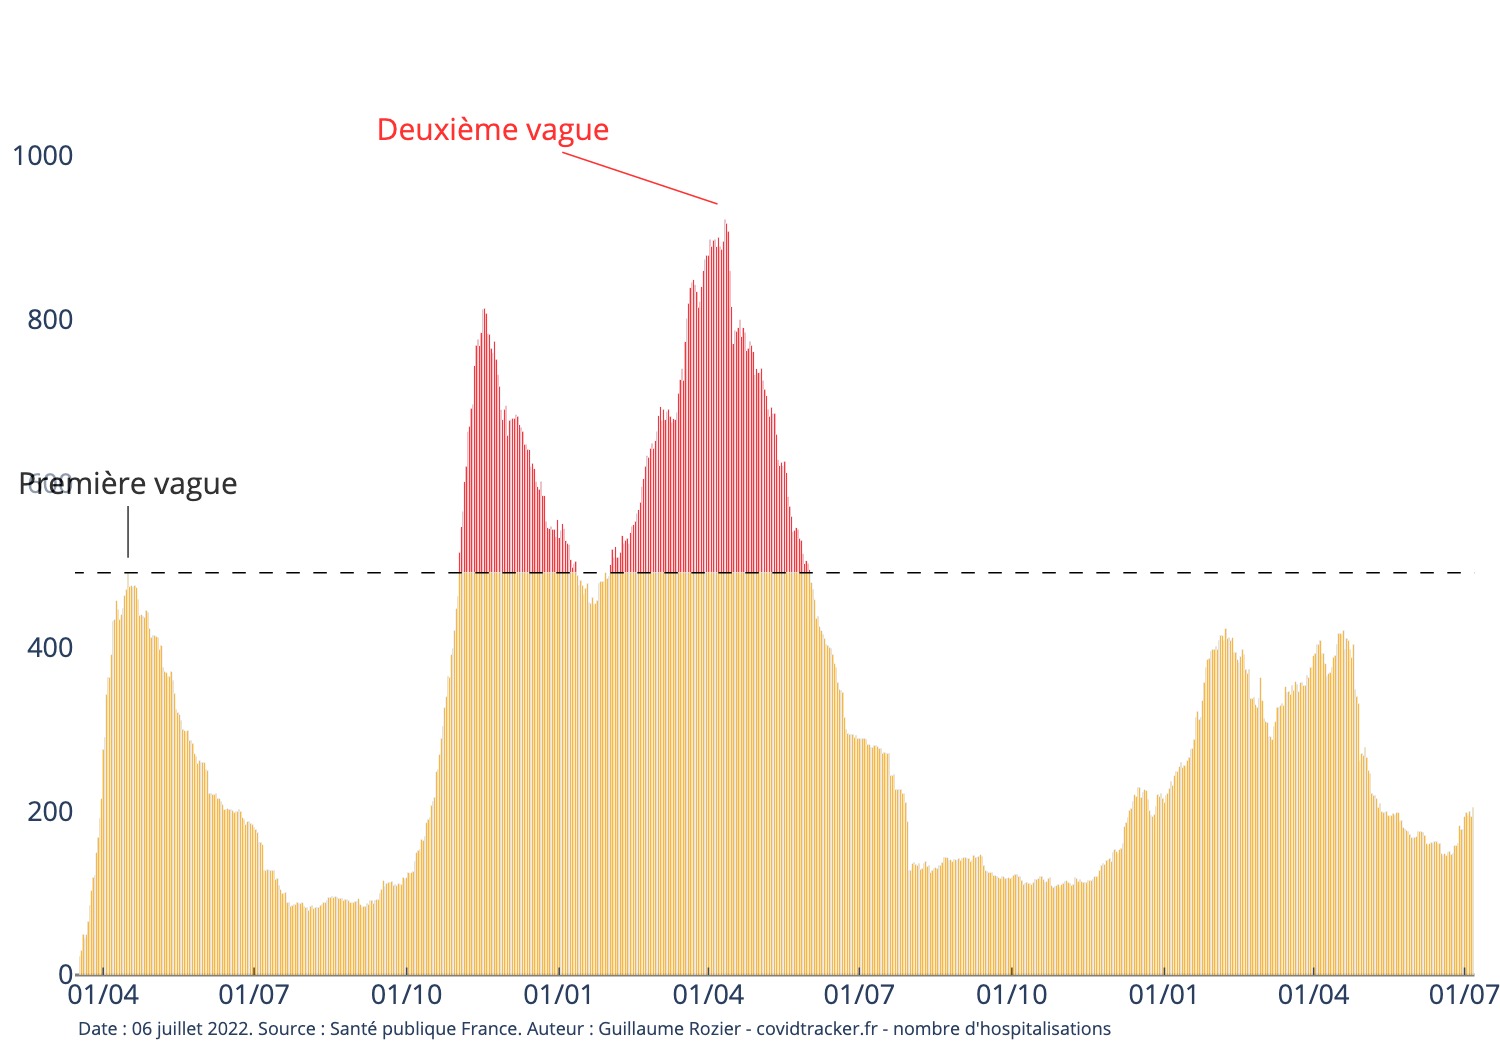 Deuxième vague
1000
800
600
Première vague
400
200
0
01/04 01/07 01/10 01/01 01/04 01/07 01/10 01/01 01/04 01/07
Date : 06 juillet 2022. Source : Santé publique France. Auteur : Guillaume Rozier - covidtracker.fr - nombre d'hospitalisations